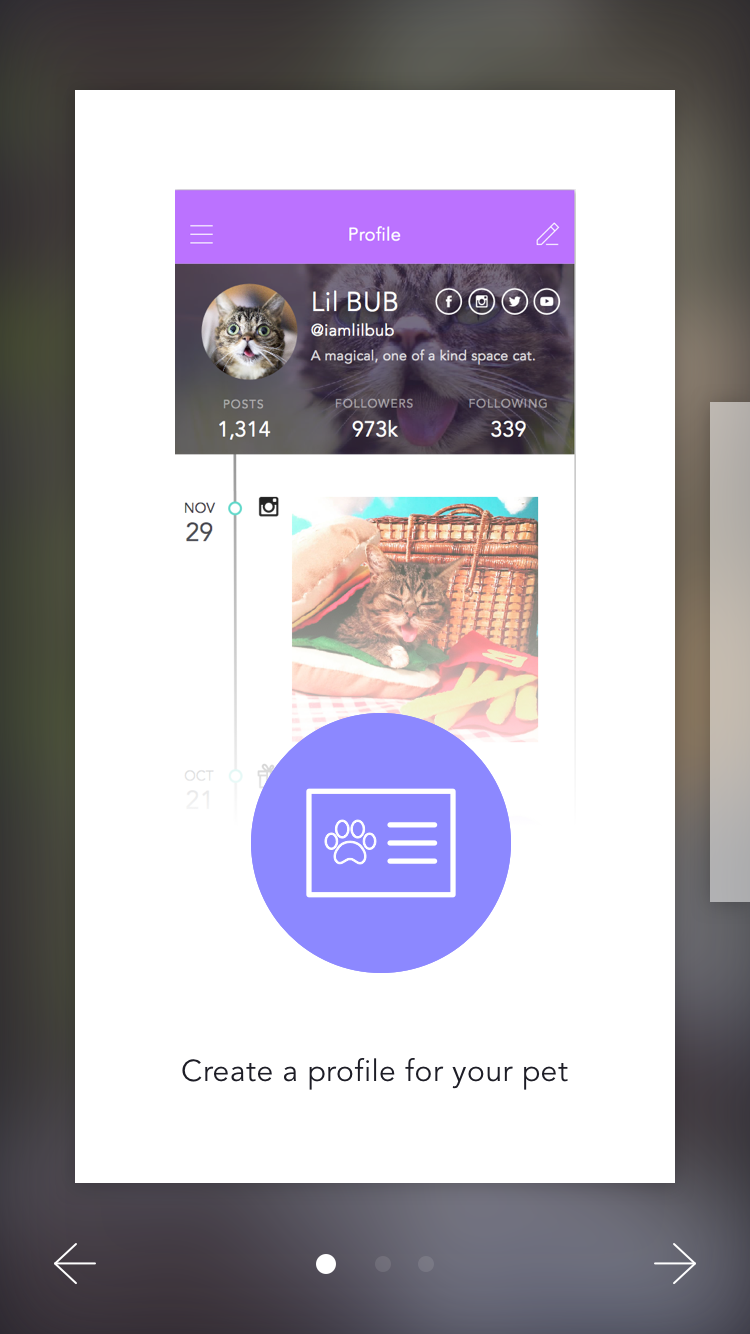 Profile
Lil BUB
@iamlilbub
A magical, one of a kind space cat.
POSTS FOLLOWERS FOLLOWING
1,314 973k 339
NOV
29
OCT
21
Create a profile for your pet